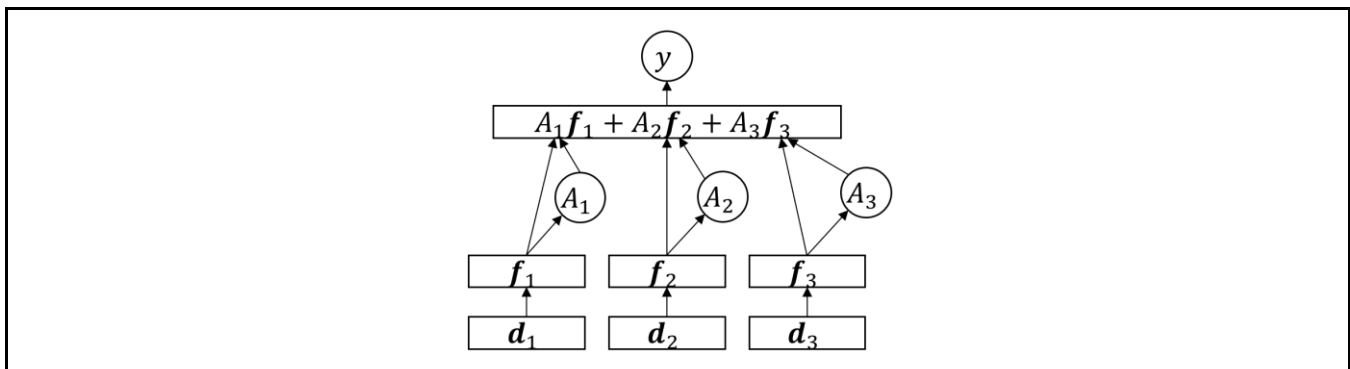 y
A₁f₁ + A₂f₂ + A₃f₃
A₁ A₂ A₃
f₁ f₂ f₃
d₁ d₂ d₃